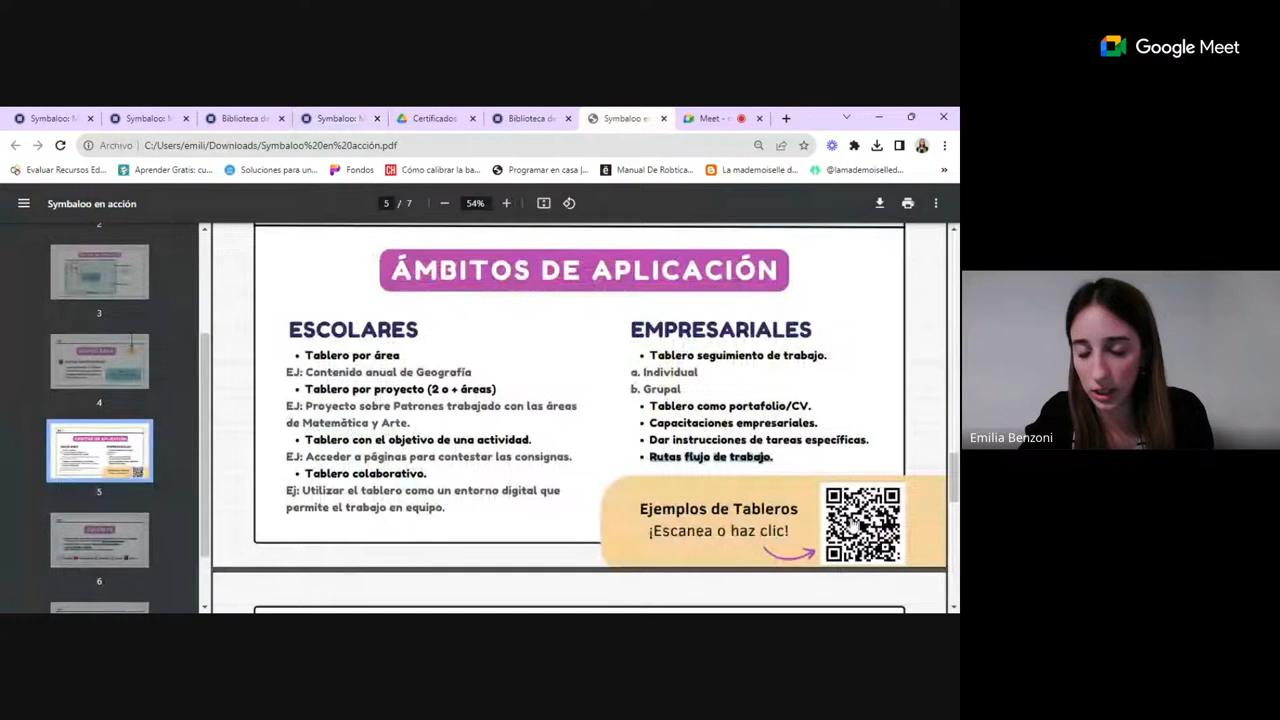 Google Meet
Symbaloo: M
Symbaloo: M
Biblioteca de
Symbaloo: M
Certificados
Biblioteca de
Symbaloo en
Meet -
Archivo
C:/Users/emili/Downloads/Symbaloo%20en%20acción.pdf
Evaluar Recursos Ed...
Aprender Gratis: cu...
Soluciones para un...
Fondos
Cómo calibrar la ba...
Programar en casa |...
Manual De Robtica...
La mademoiselle d...
@lamademoiselled...
Symbaloo en acción
5 / 7
54%
2
3
4
5
6
ÁMBITOS DE APLICACIÓN
ESCOLARES
• Tablero por área
EJ: Contenido anual de Geografía
• Tablero por proyecto (2 o + áreas)
EJ: Proyecto sobre Patrones trabajado con las áreas
de Matemática y Arte.
• Tablero con el objetivo de una actividad.
EJ: Acceder a páginas para contestar las consignas.
• Tablero colaborativo.
Ej: Utilizar el tablero como un entorno digital que
permite el trabajo en equipo.
EMPRESARIALES
• Tablero seguimiento de trabajo.
a. Individual
b. Grupal
• Tablero como portafolio/CV.
• Capacitaciones empresariales.
• Dar instrucciones de tareas específicas.
• Rutas flujo de trabajo.
Ejemplos de Tableros
¡Escanea o haz clic!
Emilia Benzoni